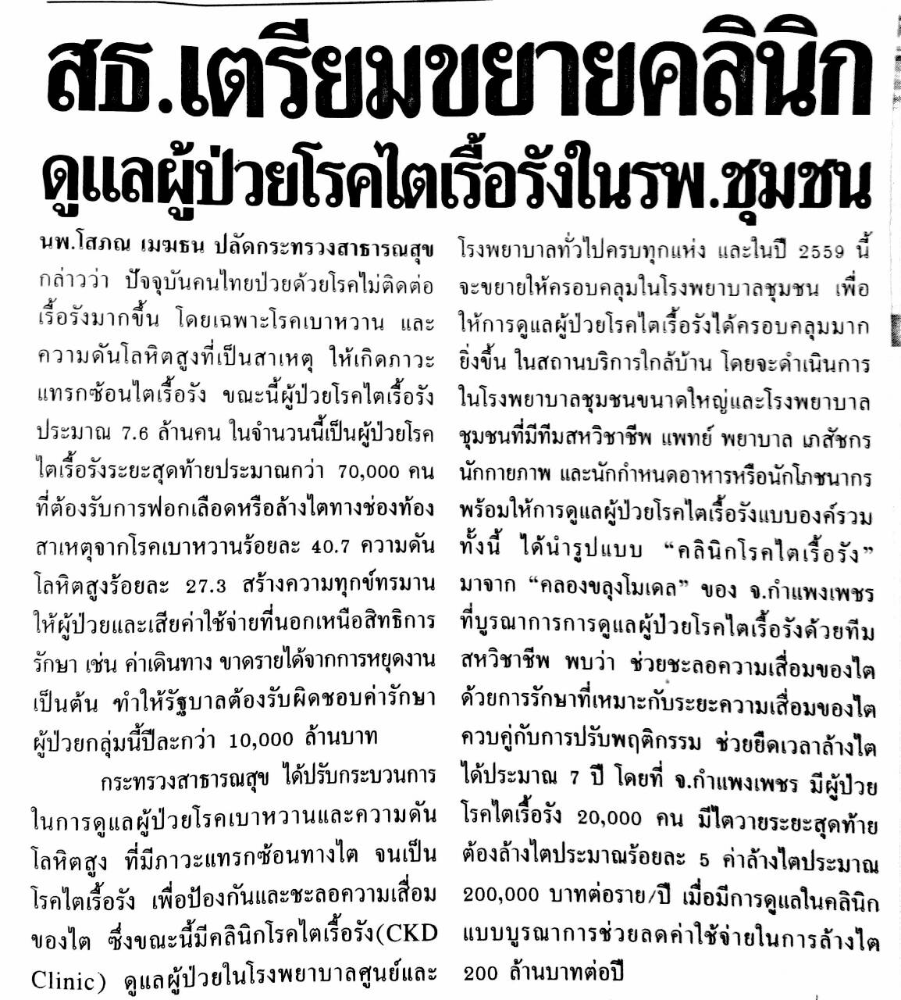 สธ.เตรียมขยายคลินิก
ดูแลผู้ป่วยโรคไตเรื้อรังในรพ.ชุมชน
นพ.โสภณ เมฆธน ปลัดกระทรวงสาธารณสุข
กล่าวว่า ปัจจุบันคนไทยป่วยด้วยโรคไม่ติดต่อ
เรื้อรังมากขึ้น โดยเฉพาะโรคเบาหวาน และ
ความดันโลหิตสูงที่เป็นสาเหตุ ให้เกิดภาวะ
แทรกซ้อนไตเรื้อรัง ขณะนี้ผู้ป่วยโรคไตเรื้อรัง
ประมาณ 7.6 ล้านคน ในจำนวนนี้เป็นผู้ป่วยโรค
ไตเรื้อรังระยะสุดท้ายประมาณกว่า 70,000 คน
ที่ต้องรับการฟอกเลือดหรือล้างไตทางช่องท้อง
สาเหตุจากโรคเบาหวานร้อยละ 40.7 ความดัน
โลหิตสูงร้อยละ 27.3 สร้างความทุกข์ทรมาน
ให้ผู้ป่วยและเสียค่าใช้จ่ายที่นอกเหนือสิทธิการ
รักษา เช่น ค่าเดินทาง ขาดรายได้จากการหยุดงาน
เป็นต้น ทำให้รัฐบาลต้องรับผิดชอบค่ารักษา
ผู้ป่วยกลุ่มนี้ปีละกว่า 10,000 ล้านบาท
กระทรวงสาธารณสุข ได้ปรับกระบวนการ
ในการดูแลผู้ป่วยโรคเบาหวานและความดัน
โลหิตสูง ที่มีภาวะแทรกซ้อนทางไต จนเป็น
โรคไตเรื้อรัง เพื่อป้องกันและชะลอความเสื่อม
ของไต ซึ่งขณะนี้มีคลินิกโรคไตเรื้อรัง(CKD
Clinic) ดูแลผู้ป่วยในโรงพยาบาลศูนย์และ
โรงพยาบาลทั่วไปครบทุกแห่ง และในปี 2559 นี้
จะขยายให้ครอบคลุมในโรงพยาบาลชุมชน เพื่อ
ให้การดูแลผู้ป่วยโรคไตเรื้อรังได้ครอบคลุมมาก
ยิ่งขึ้น ในสถานบริการใกล้บ้าน โดยจะดำเนินการ
ในโรงพยาบาลชุมชนขนาดใหญ่และโรงพยาบาล
ชุมชนที่มีทีมสหวิชาชีพ แพทย์ พยาบาล เภสัชกร
นักกายภาพ และนักกำหนดอาหารหรือนักโภชนากร
พร้อมให้การดูแลผู้ป่วยโรคไตเรื้อรังแบบองค์รวม
ทั้งนี้ ได้นำรูปแบบ “คลินิกโรคไตเรื้อรัง”
มาจาก “คลองขลุงโมเดล” ของ จ.กำแพงเพชร
ที่บูรณาการการดูแลผู้ป่วยโรคไตเรื้อรังด้วยทีม
สหวิชาชีพ พบว่า ช่วยชะลอความเสื่อมของไต
ด้วยการรักษาที่เหมาะกับระยะความเสื่อมของไต
ควบคู่กับการปรับพฤติกรรม ช่วยยืดเวลาล้างไต
ได้ประมาณ 7 ปี โดยที่ จ.กำแพงเพชร มีผู้ป่วย
โรคไตเรื้อรัง 20,000 คน มีไตวายระยะสุดท้าย
ต้องล้างไตประมาณร้อยละ 5 ค่าล้างไตประมาณ
200,000 บาทต่อราย/ปี เมื่อมีการดูแลในคลินิก
แบบบูรณาการช่วยลดค่าใช้จ่ายในการล้างไต
200 ล้านบาทต่อปี